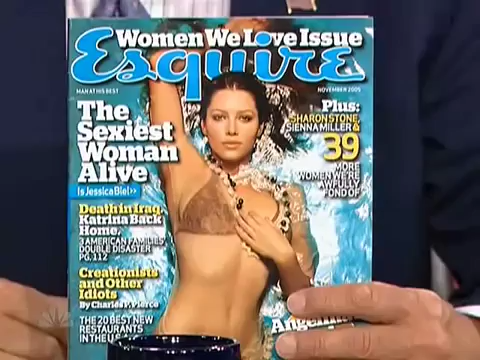 Women We Love Issue
Esquire
MAN AT HIS BEST
NOVEMBER 2005
The
Sexiest
Woman
Alive
Is Jessica Biel>>
Death in Iraq.
Katrina Back
Home.
3 AMERICAN FAMILIES
DOUBLE DISASTER
PG. 112
Creationists
and Other
Idiots
By Charles P. Pierce
THE 20 BEST NEW
RESTAURANTS
IN THE U.S.
Plus:
SHARON STONE,
SIENNA MILLER &
39
MORE
WOMEN WE'RE
AWFULLY
FOND OF